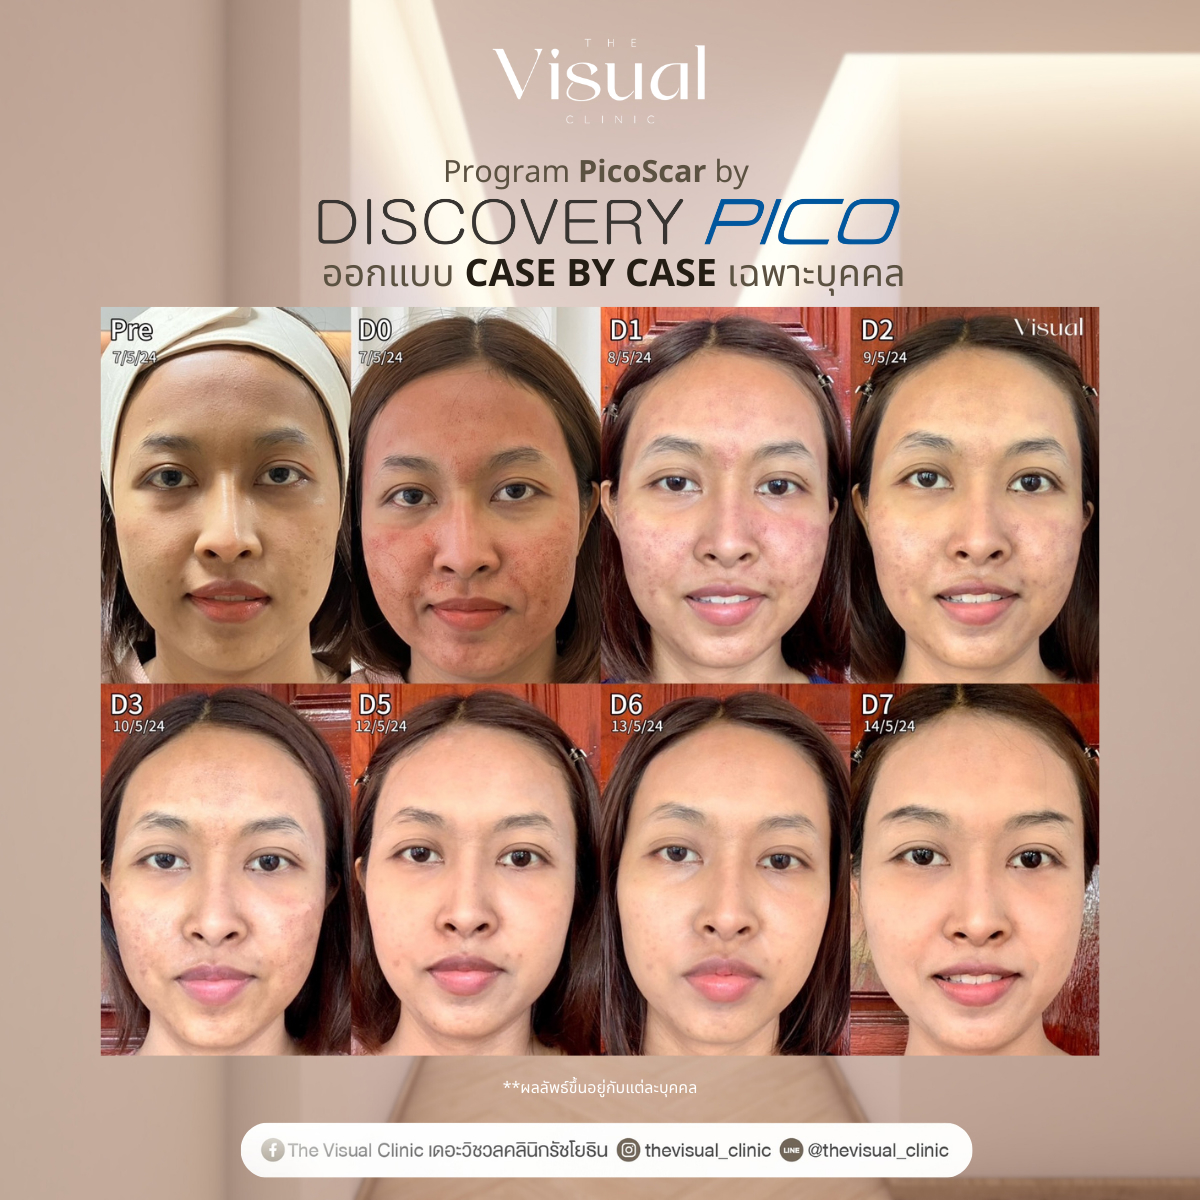 THE
Visual
CLINIC
Program PicoScar by
DISCOVERY PICO
ออกแบบ CASE BY CASE เฉพาะบุคคล
Pre
7/5/24
D0
7/5/24
D1
8/5/24
D2
9/5/24
Visual
D3
10/5/24
D5
12/5/24
D6
13/5/24
D7
14/5/24
**ผลลัพธ์ขึ้นอยู่กับแต่ละบุคคล
The Visual Clinic เดอะวิชวลคลินิกรัชโยธิน thevisual_clinic LINE @thevisual_clinic